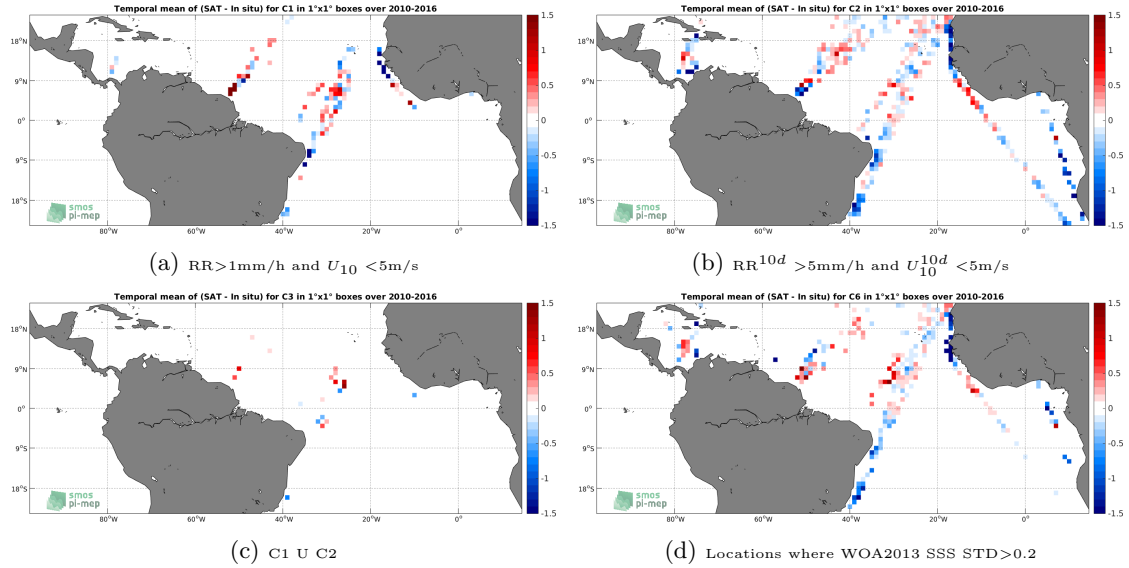 Temporal mean of (SAT - In situ) for C1 in 1°x1° boxes over 2010-2016
18°N
9°N
0°
9°S
18°S
80°W
60°W
40°W
20°W
0°
1.5
1
0.5
0
-0.5
-1
-1.5
smos
pi-mep
(a) RR>1mm/h and U10 <5m/s
Temporal mean of (SAT - In situ) for C2 in 1°x1° boxes over 2010-2016
18°N
9°N
0°
9°S
18°S
80°W
60°W
40°W
20°W
0°
1.5
1
0.5
0
-0.5
-1
-1.5
smos
pi-mep
(b) RR^10d >5mm/h and U10^10d <5m/s
Temporal mean of (SAT - In situ) for C3 in 1°x1° boxes over 2010-2016
18°N
9°N
0°
9°S
18°S
80°W
60°W
40°W
20°W
0°
1.5
1
0.5
0
-0.5
-1
-1.5
smos
pi-mep
(c) C1 U C2
Temporal mean of (SAT - In situ) for C6 in 1°x1° boxes over 2010-2016
18°N
9°N
0°
9°S
18°S
80°W
60°W
40°W
20°W
0°
1.5
1
0.5
0
-0.5
-1
-1.5
smos
pi-mep
(d) Locations where WOA2013 SSS STD>0.2